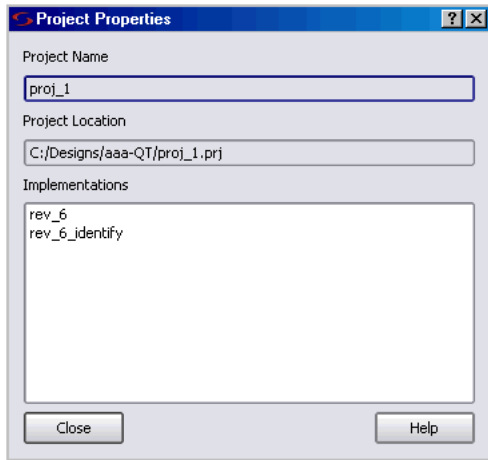 Project Properties
Project Name
proj_1
Project Location
C:/Designs/aaa-QT/proj_1.prj
Implementations
rev_6
rev_6_identify
Close Help